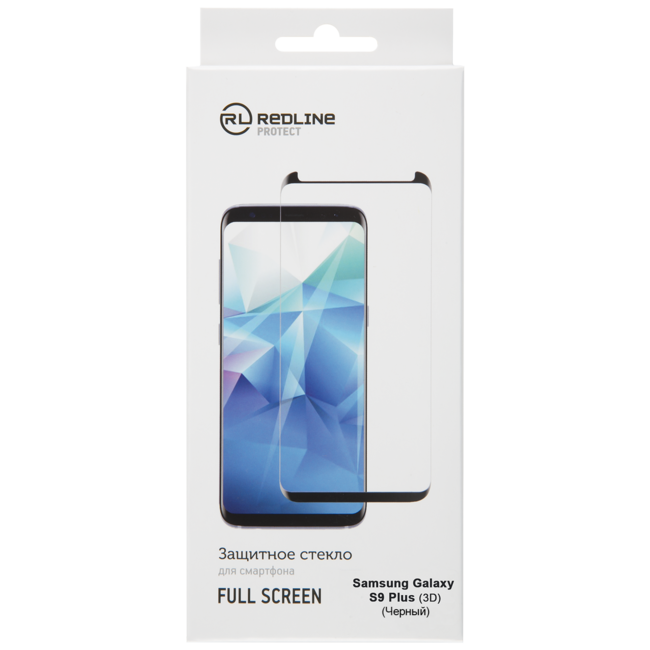 RL REDLINE
PROTECT
Защитное стекло
для смартфона
FULL SCREEN
Samsung Galaxy
S9 Plus (3D)
(Черный)